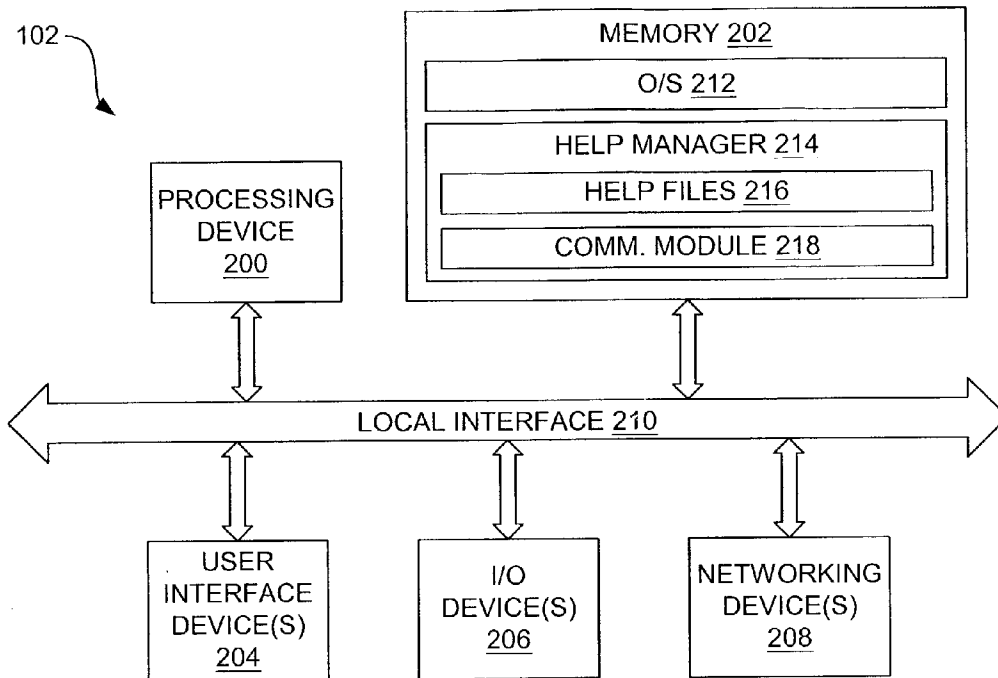 102
MEMORY 202
O/S 212
HELP MANAGER 214
HELP FILES 216
COMM. MODULE 218
PROCESSING
DEVICE
200
LOCAL INTERFACE 210
USER
INTERFACE
DEVICE(S)
204
I/O
DEVICE(S)
206
NETWORKING
DEVICE(S)
208